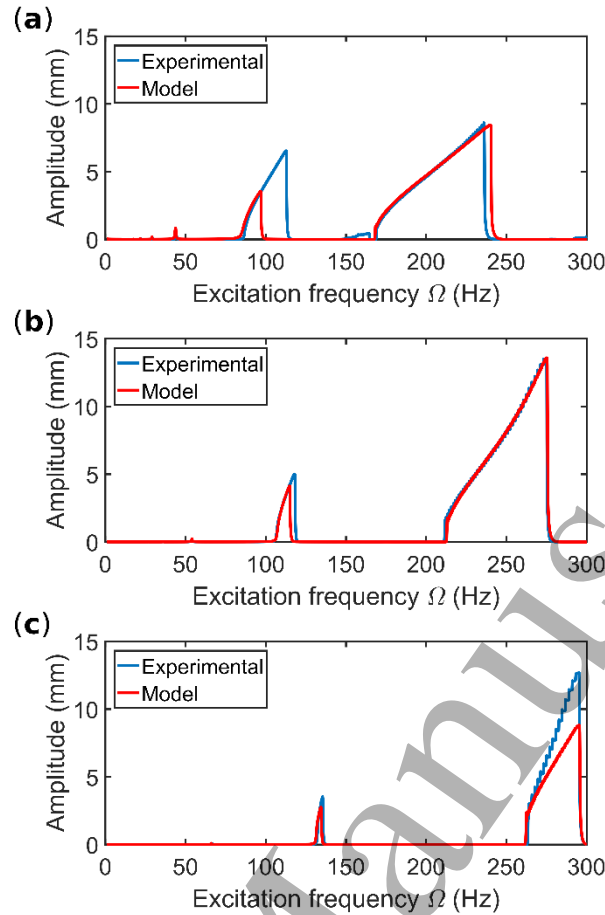 (a)
15
10
5
0
Amplitude (mm)
Experimental
Model
0 50 100 150 200 250 300
Excitation frequency Ω (Hz)
(b)
15
10
5
0
Amplitude (mm)
Experimental
Model
0 50 100 150 200 250 300
Excitation frequency Ω (Hz)
(c)
15
10
5
0
Amplitude (mm)
Experimental
Model
0 50 100 150 200 250 300
Excitation frequency Ω (Hz)
Manus